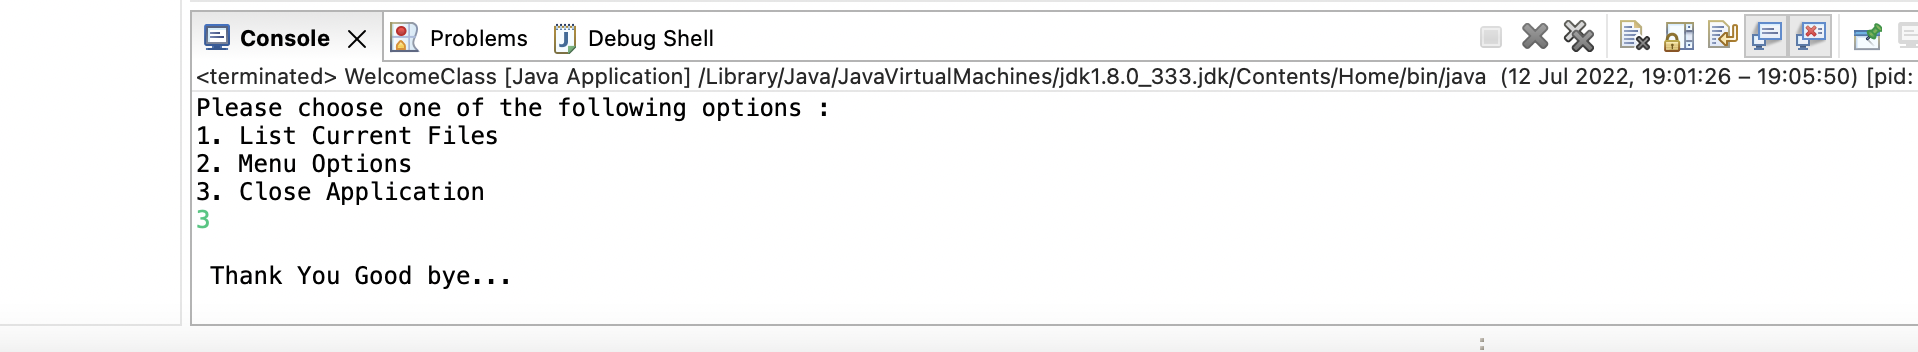 Console Problems Debug Shell
<terminated> WelcomeClass [Java Application] /Library/Java/JavaVirtualMachines/jdk1.8.0_333.jdk/Contents/Home/bin/java (12 Jul 2022, 19:01:26 – 19:05:50) [pid:
Please choose one of the following options :
1. List Current Files
2. Menu Options
3. Close Application
3
Thank You Good bye...